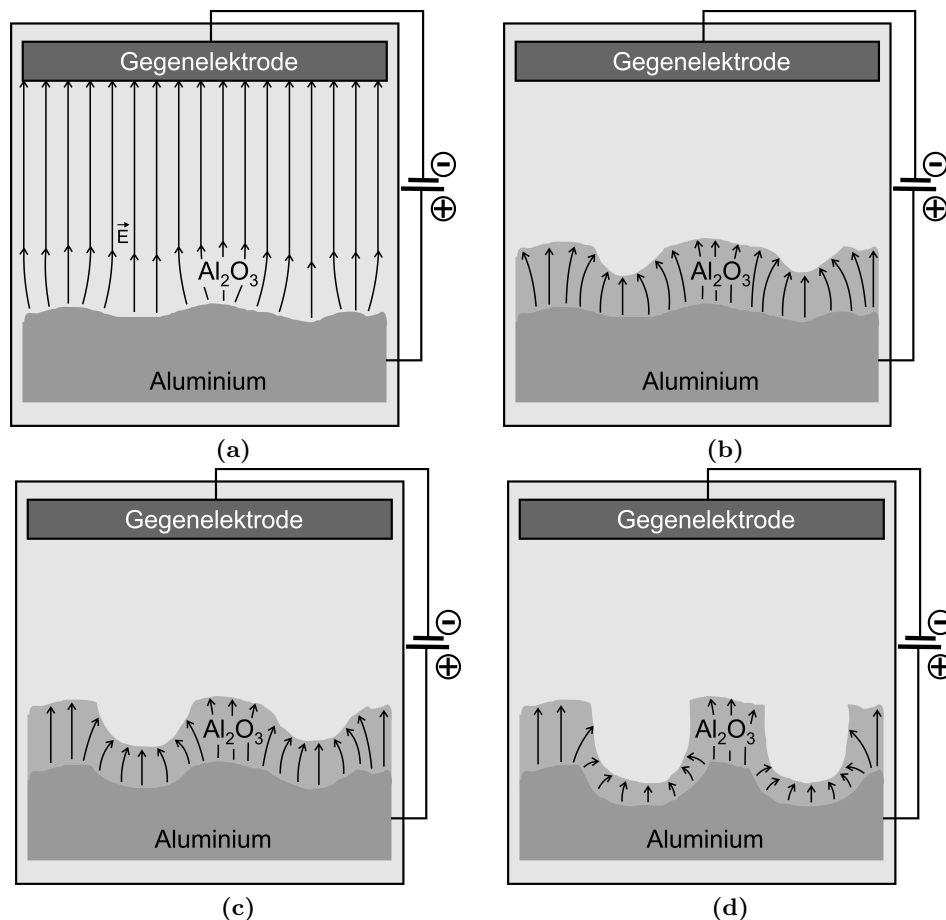 Gegenelektrode
⊖
⊕
E
Al2O3
Aluminium
(a)
Gegenelektrode
⊖
⊕
Al2O3
Aluminium
(b)
Gegenelektrode
⊖
⊕
Al2O3
Aluminium
(c)
Gegenelektrode
⊖
⊕
Al2O3
Aluminium
(d)